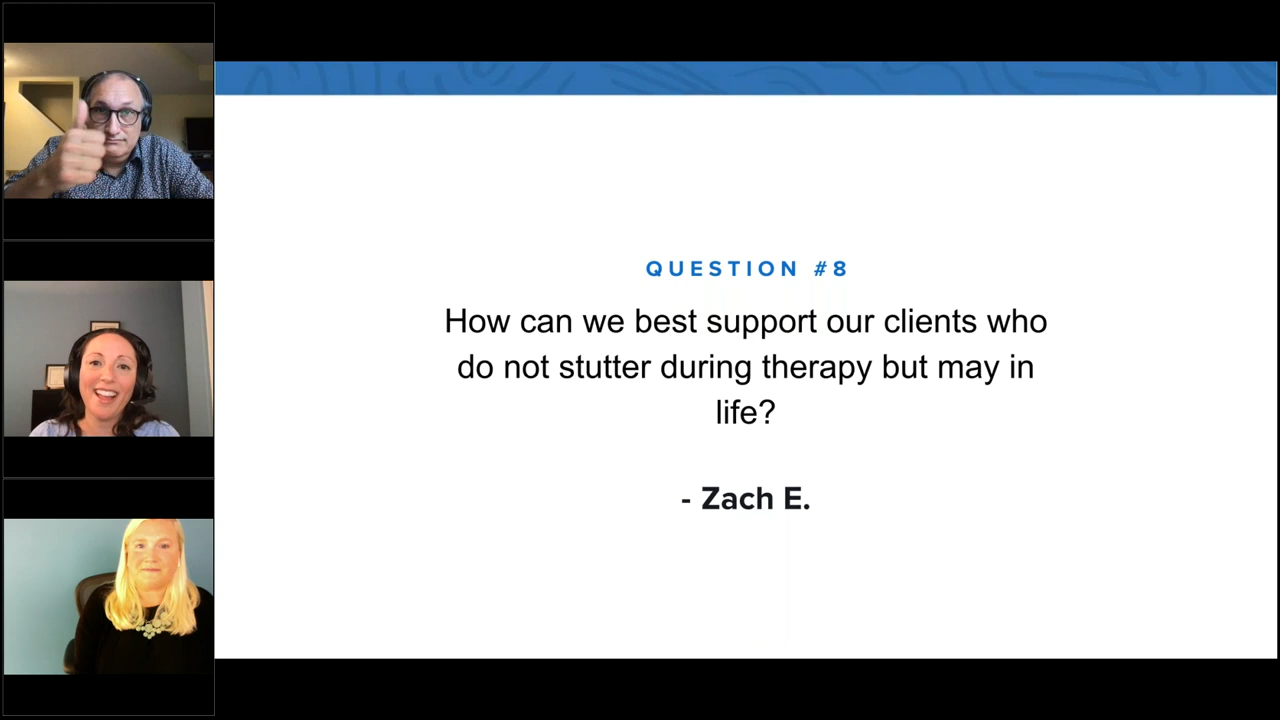 QUESTION #8
How can we best support our clients who
do not stutter during therapy but may in
life?
- Zach E.